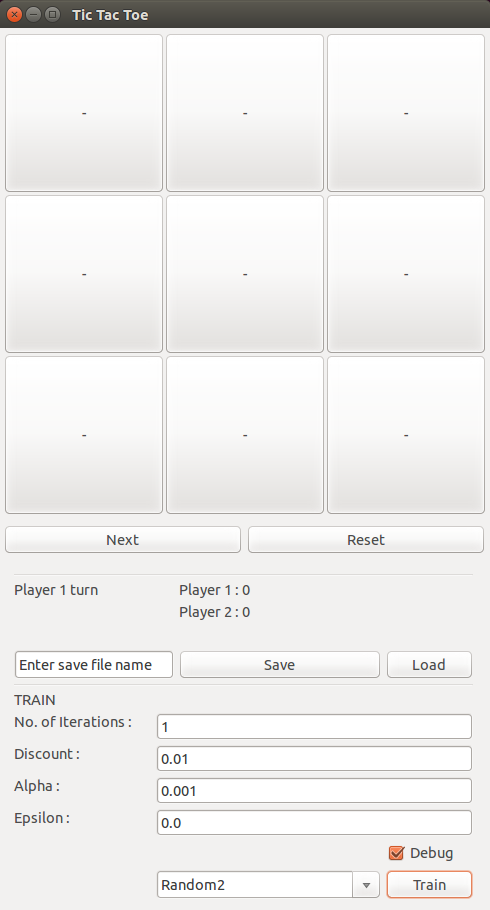 Tic Tac Toe
- - -
- - -
- - -
Next Reset
Player 1 turn Player 1 : 0
Player 2 : 0
Enter save file name Save Load
TRAIN
No. of Iterations : 1
Discount : 0.01
Alpha : 0.001
Epsilon : 0.0
Debug
Random2 Train